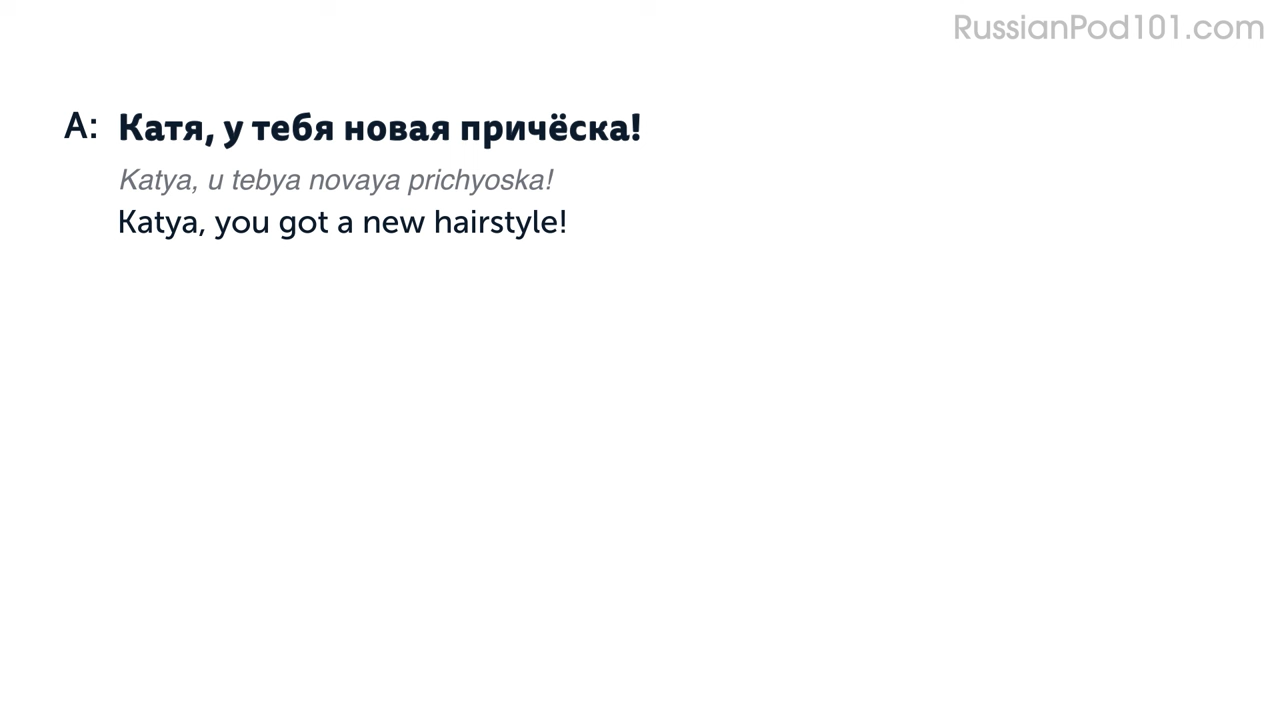 RussianPod101.com
A: Катя, у тебя новая причёска!
Katya, u tebya novaya prichyoska!
Katya, you got a new hairstyle!